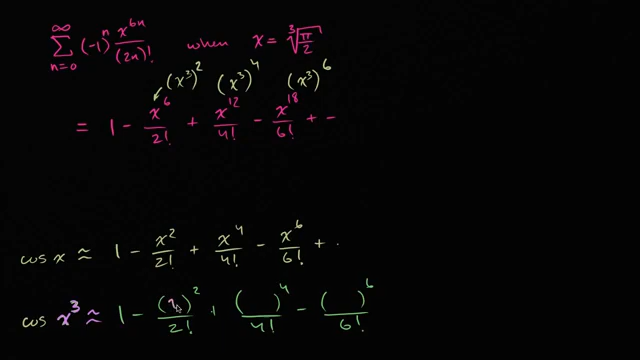 ∞
∑ (-1)ⁿ x⁶ⁿ/(2n)! when x = ∛(π/2)
n=0
(x³)² (x³)⁴ (x³)⁶
= 1 - x⁶/2! + x¹²/4! - x¹⁸/6! + -
cos x ≈ 1 - x²/2! + x⁴/4! - x⁶/6! + .
cos x³ ≈ 1 - ( )²/2! + ( )⁴/4! - ( )⁶/6!